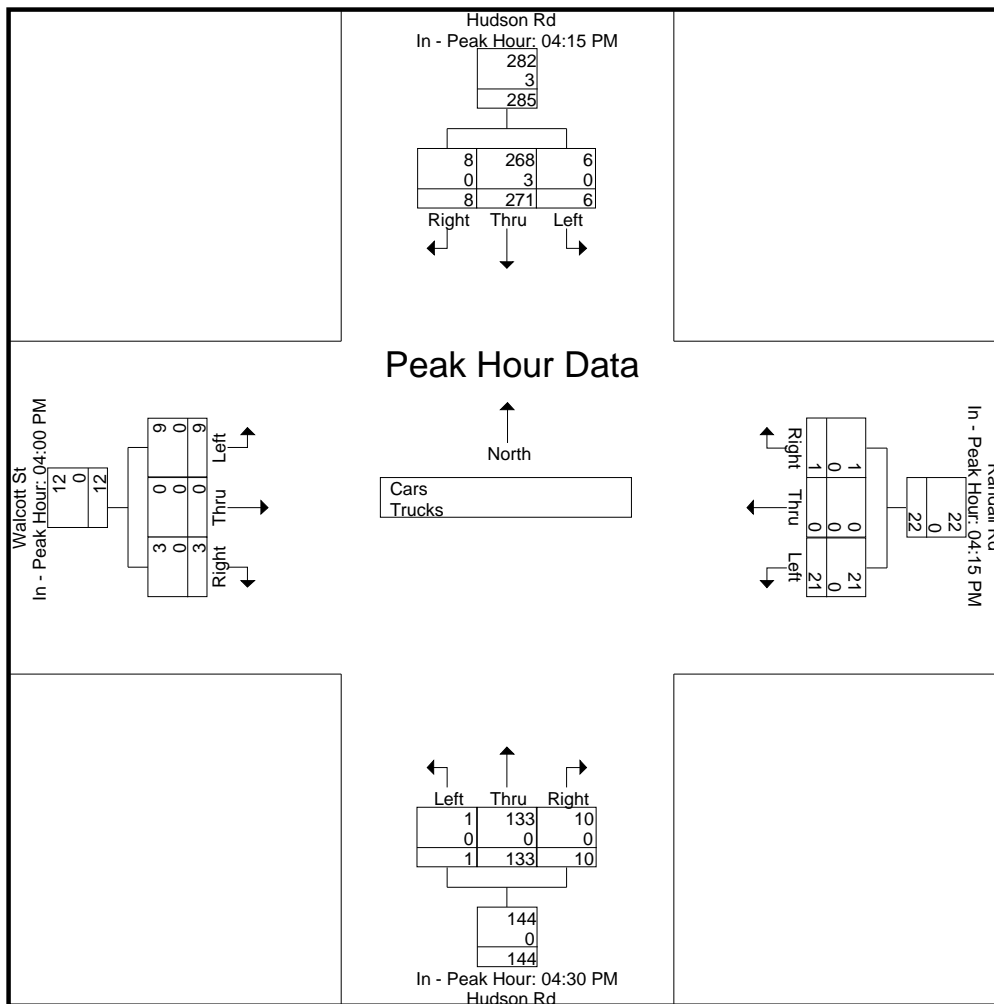 Hudson Rd
In - Peak Hour: 04:15 PM
282
3
285
8 268 6
0 3 0
8 271 6
Right Thru Left
Peak Hour Data
North
Cars
Trucks
Walcott St
In - Peak Hour: 04:00 PM
12
0
12
9 0 9
0 0 0
3 0 3
Left
Thru
Right
Randall Rd
In - Peak Hour: 04:15 PM
22
0
22
Right
Thru
Left
1 0 1
0 0 0
21 0 21
Left Thru Right
1 133 10
0 0 0
1 133 10
144
0
144
In - Peak Hour: 04:30 PM
Hudson Rd